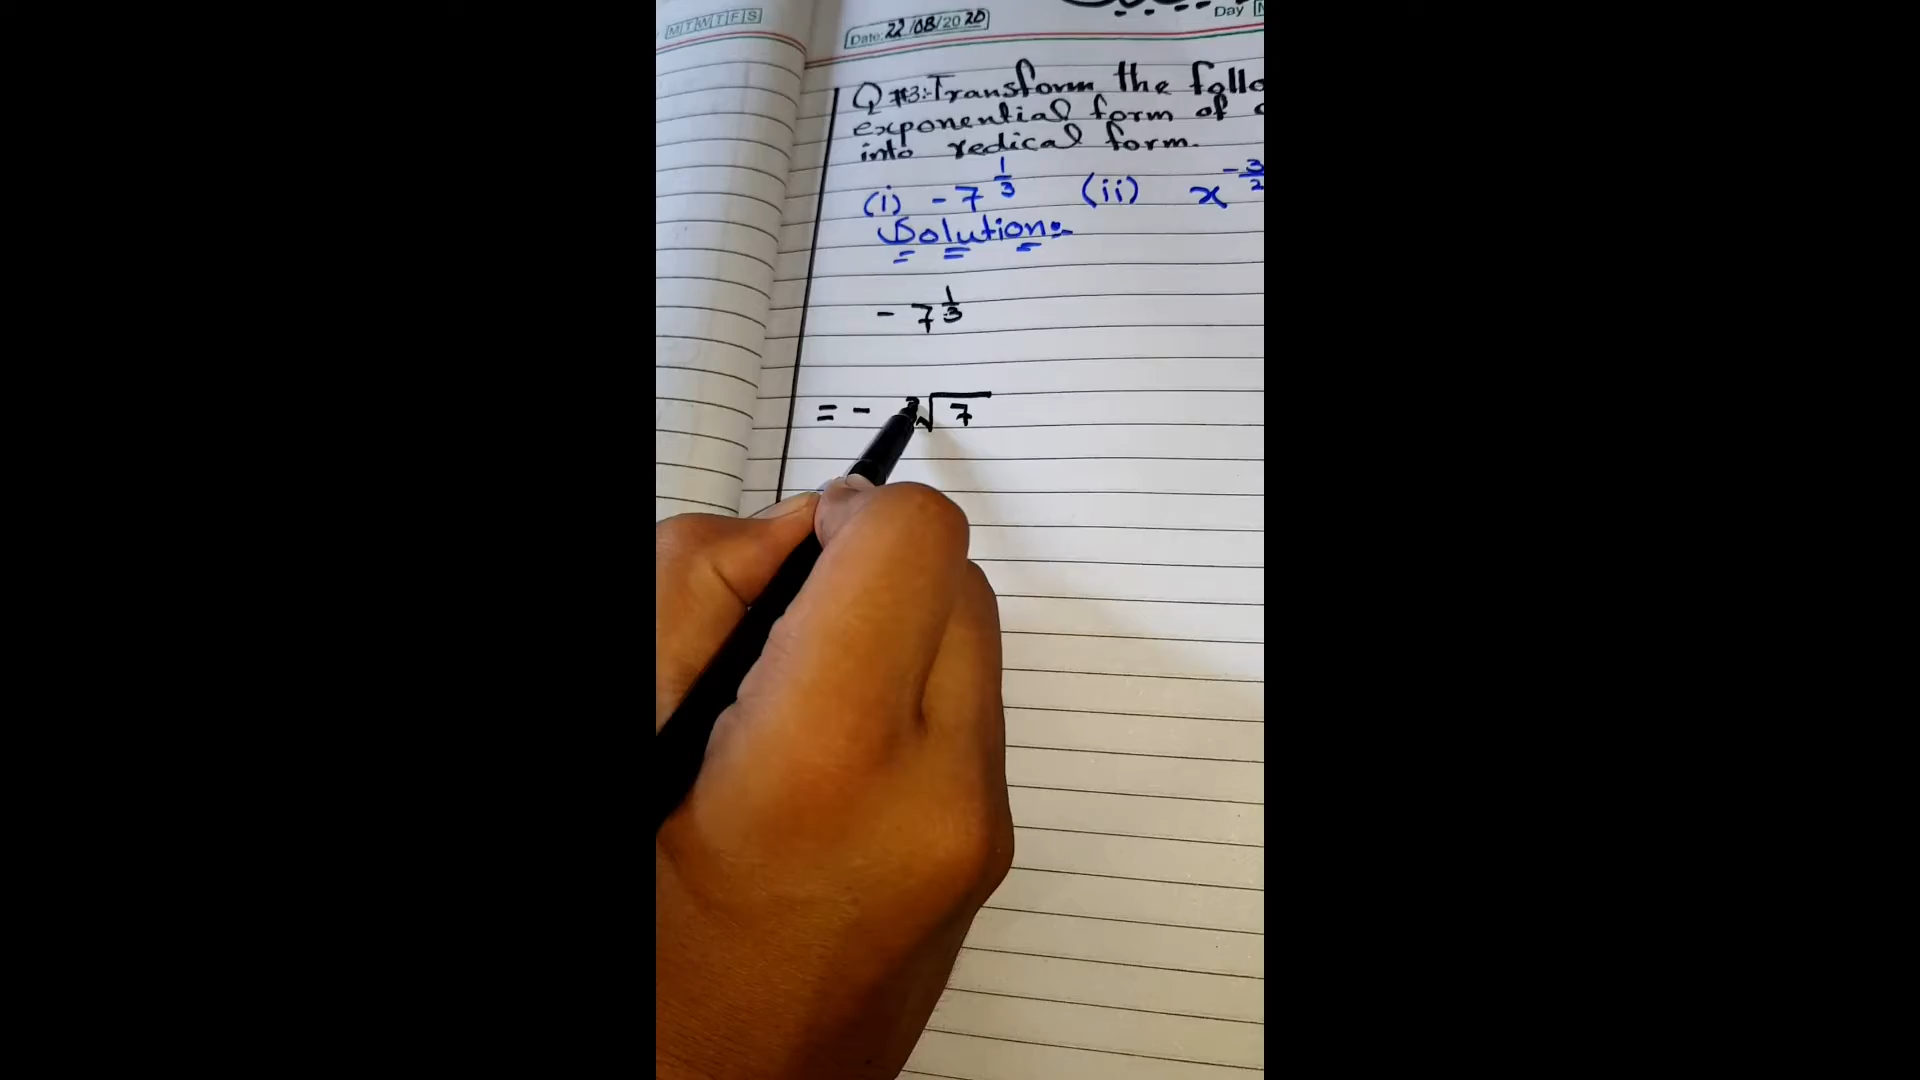 M T W T F S
Date: 22/08/2020
Day
Q #3:- Transform the follo
exponential form of
into redical form.
(i) -7^{1/3} (ii) x^{-3/2}
Solution:-
- 7^{1/3}
= - ∛7